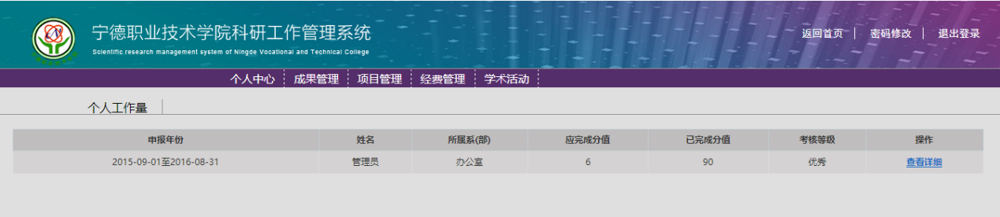 宁德职业技术学院科研工作管理系统
Scientific research management system of Ningde Vocational and Technical College
返回首页 密码修改 退出登录
个人中心 成果管理 项目管理 经费管理 学术活动
个人工作量
申报年份 姓名 所属系(部) 应完成分值 已完成分值 考核等级 操作
2015-09-01至2016-08-31 管理员 办公室 6 90 优秀 查看详细